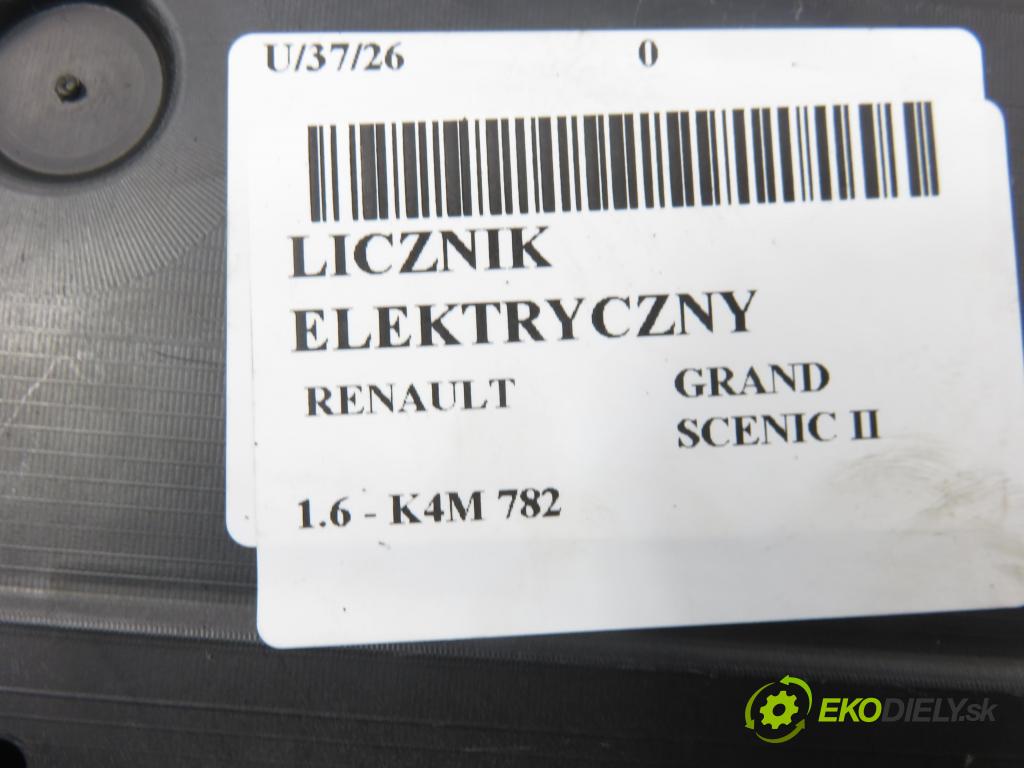 U/37/26 0
LICZNIK
ELEKTRYCZNY
RENAULT GRAND
SCENIC II
1.6 - K4M 782
EKODIELY.sk